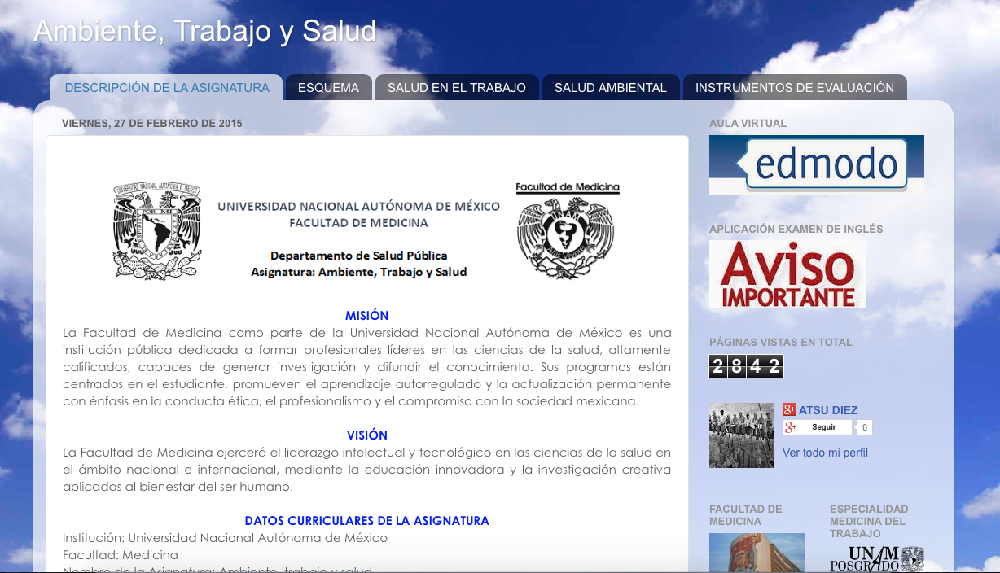 Ambiente, Trabajo y Salud
DESCRIPCIÓN DE LA ASIGNATURA
ESQUEMA
SALUD EN EL TRABAJO
SALUD AMBIENTAL
INSTRUMENTOS DE EVALUACIÓN
VIERNES, 27 DE FEBRERO DE 2015
UNIVERSIDAD NACIONAL AUTÓNOMA DE MÉXICO
FACULTAD DE MEDICINA
Departamento de Salud Pública
Asignatura: Ambiente, Trabajo y Salud
Facultad de Medicina
MISIÓN
La Facultad de Medicina como parte de la Universidad Nacional Autónoma de México es una
institución pública dedicada a formar profesionales líderes en las ciencias de la salud, altamente
calificados, capaces de generar investigación y difundir el conocimiento. Sus programas están
centrados en el estudiante, promueven el aprendizaje autorregulado y la actualización permanente
con énfasis en la conducta ética, el profesionalismo y el compromiso con la sociedad mexicana.
VISIÓN
La Facultad de Medicina ejercerá el liderazgo intelectual y tecnológico en las ciencias de la salud en
el ámbito nacional e internacional, mediante la educación innovadora y la investigación creativa
aplicadas al bienestar del ser humano.
DATOS CURRICULARES DE LA ASIGNATURA
Institución: Universidad Nacional Autónoma de México
Facultad: Medicina
Nombre de la Asignatura: Ambiente, trabajo y salud
AULA VIRTUAL
edmodo
APLICACIÓN EXAMEN DE INGLÉS
AVISO
IMPORTANTE
PÁGINAS VISTAS EN TOTAL
2842
ATSU DIEZ
Seguir
0
Ver todo mi perfil
FACULTAD DE
MEDICINA
ESPECIALIDAD
MEDICINA DEL
TRABAJO
UNAM
POSGRADO